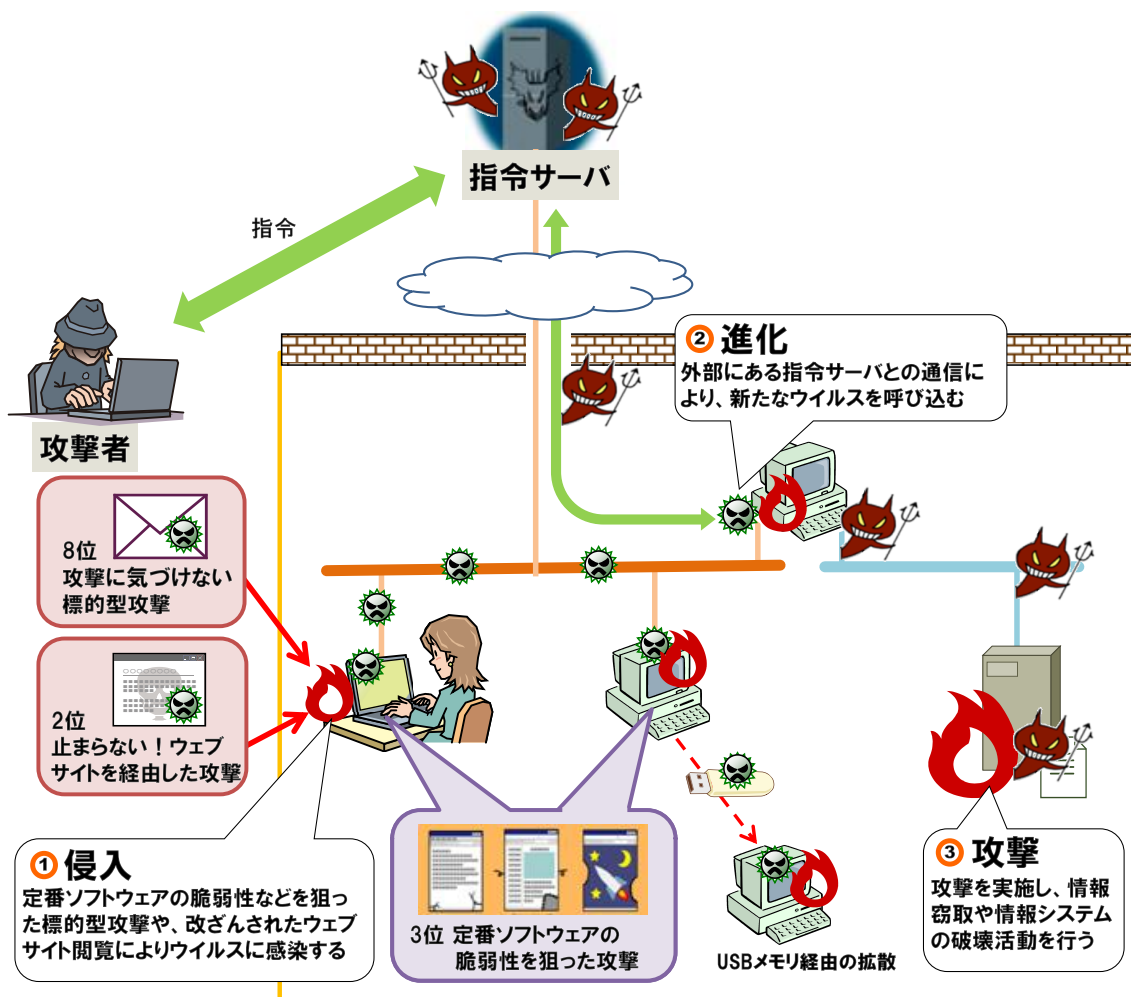 指令サーバ
指令
② 進化
外部にある指令サーバとの通信に
より、新たなウイルスを呼び込む
攻撃者
8位
攻撃に気づけない
標的型攻撃
2位
止まらない!ウェブ
サイトを経由した攻撃
① 侵入
定番ソフトウェアの脆弱性などを狙っ
た標的型攻撃や、改ざんされたウェブ
サイト閲覧によりウイルスに感染する
3位 定番ソフトウェアの
脆弱性を狙った攻撃
USBメモリ経由の拡散
③ 攻撃
攻撃を実施し、情報
窃取や情報システム
の破壊活動を行う